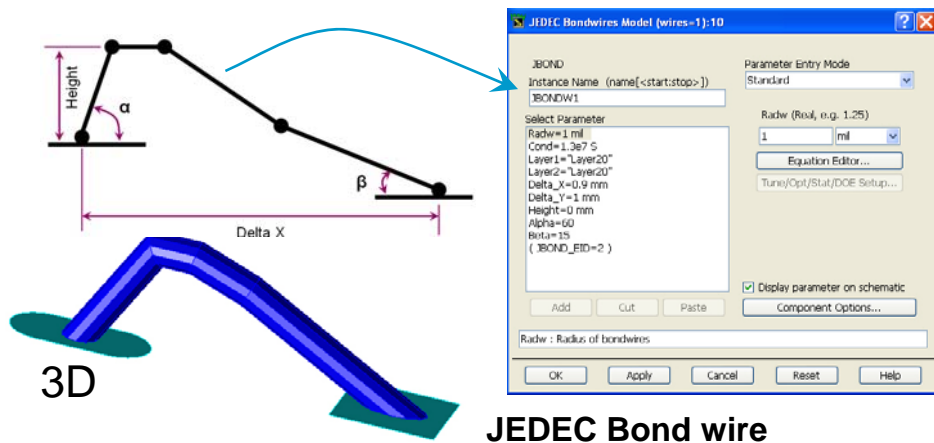 Height
α
β
Delta X
3D
JEDEC Bondwires Model (wires=1):10
JBOND
Instance Name (name[<start:stop>])
JBONDW1
Select Parameter
Radw=1 mil
Cond=1.3e7 S
Layer1="Layer20"
Layer2="Layer20"
Delta_X=0.9 mm
Delta_Y=1 mm
Height=0 mm
Alpha=60
Beta=15
( JBOND_EID=2 )
Add
Cut
Paste
Parameter Entry Mode
Standard
Radw (Real, e.g. 1.25)
1
mil
Equation Editor...
Tune/Opt/Stat/DOE Setup...
Display parameter on schematic
Component Options...
Radw : Radius of bondwires
OK
Apply
Cancel
Reset
Help
JEDEC Bond wire